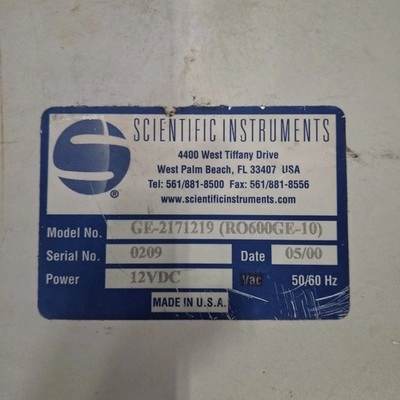 S ®
SCIENTIFIC INSTRUMENTS
4400 West Tiffany Drive
West Palm Beach, FL 33407 USA
Tel: 561/881-8500 Fax: 561/881-8556
www.scientificinstruments.com
Model No. GE-2171219 (RO600GE-10)
Serial No. 0209 Date 05/00
Power 12VDC Vac 50/60 Hz
MADE IN U.S.A.